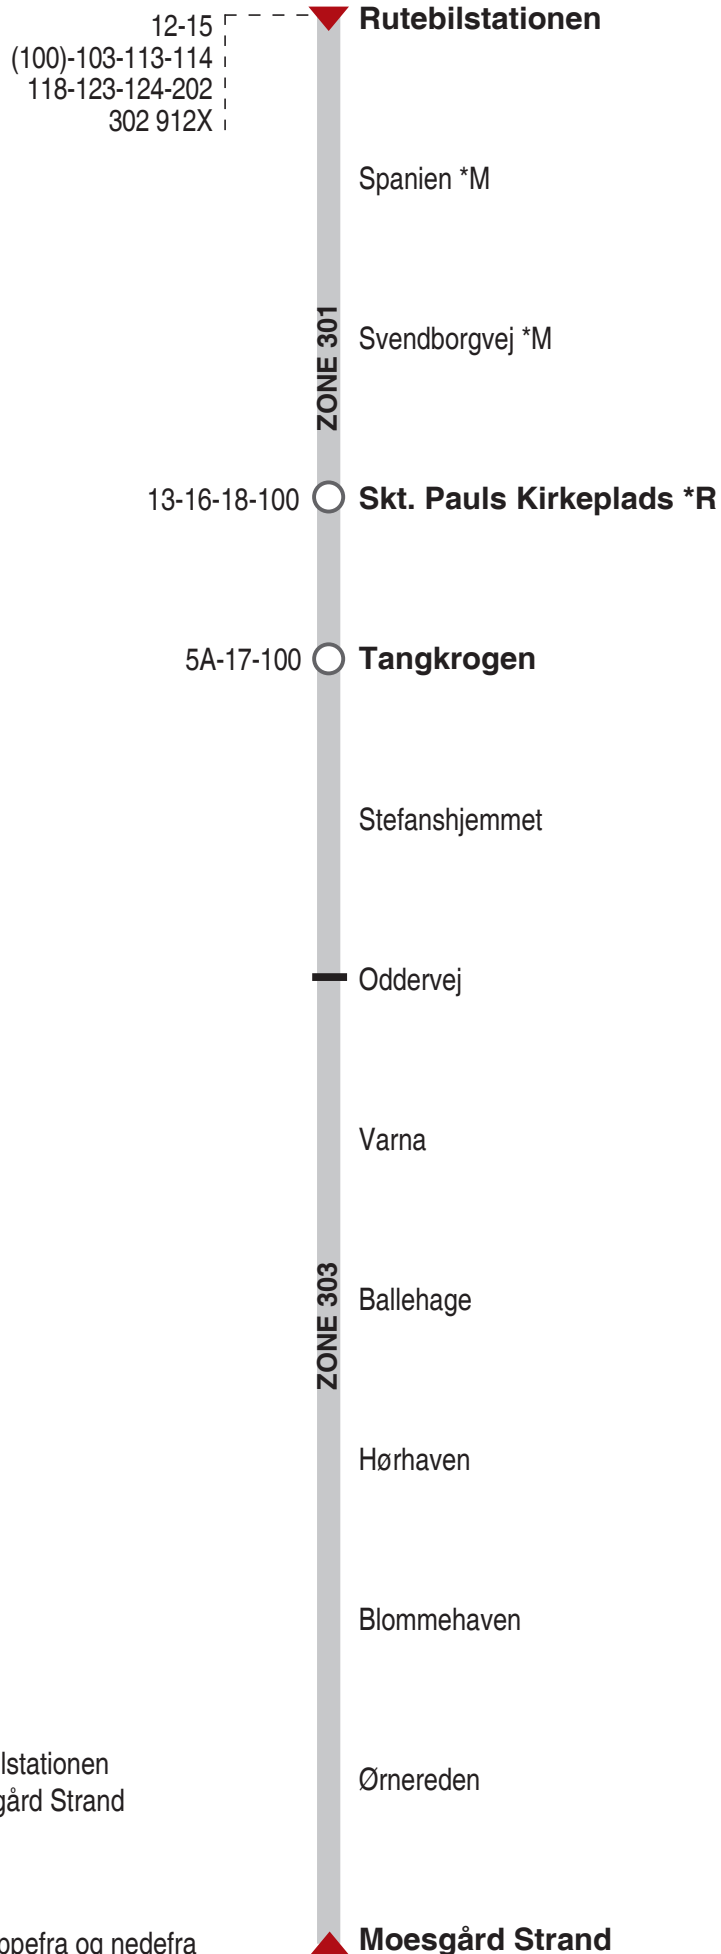 12-15
(100)-103-113-114
118-123-124-202
302 912X
Rutebilstationen
Spanien *M
ZONE 301
Svendborgvej *M
13-16-18-100
Skt. Pauls Kirkeplads *R
5A-17-100
Tangkrogen
Stefanshjemmet
Oddervej
Varna
ZONE 303
Ballehage
Hørhaven
Blommehaven
Ørnereden
lstationen
gård Strand
ppefra og nedefra
Moesgård Strand